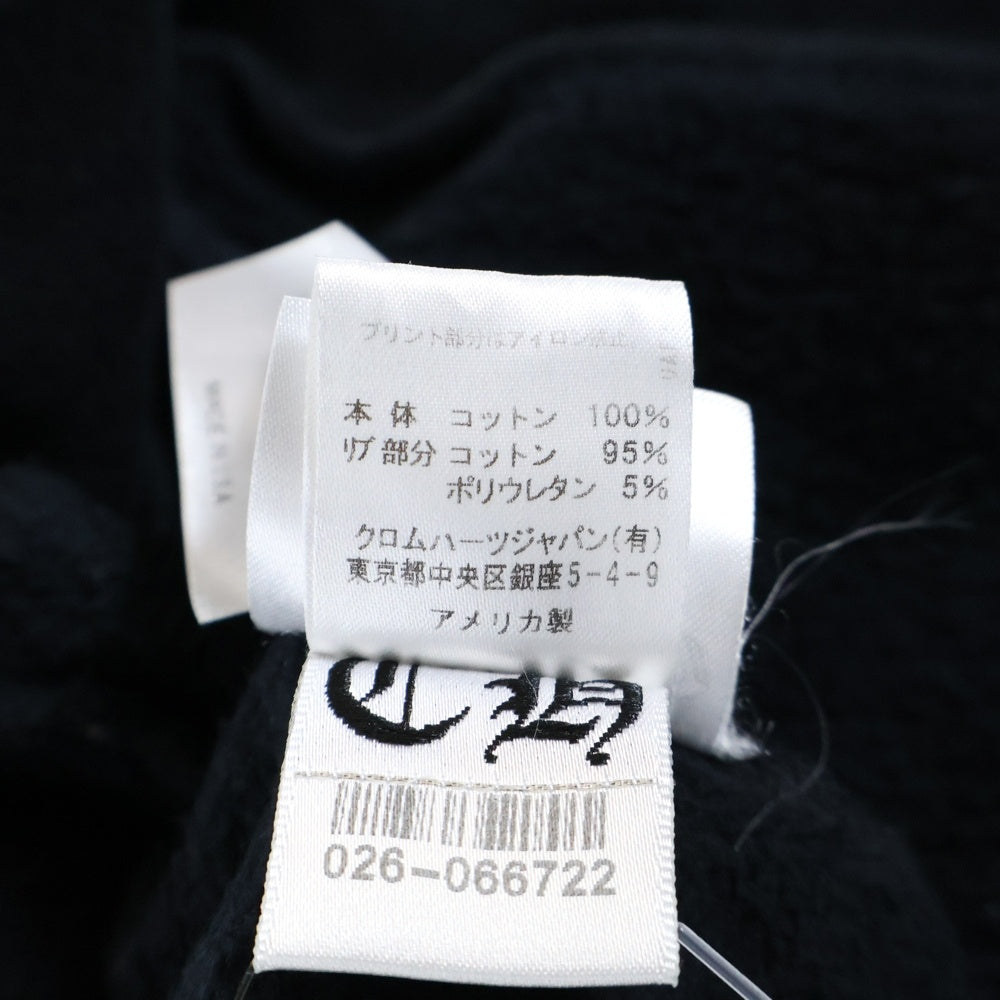 プリント部分はアイロン禁止
本体 コットン 100%
リブ部分 コットン 95%
ポリウレタン 5%
クロムハーツジャパン(有)
東京都中央区銀座5-4-9
アメリカ製
CH
026-066722